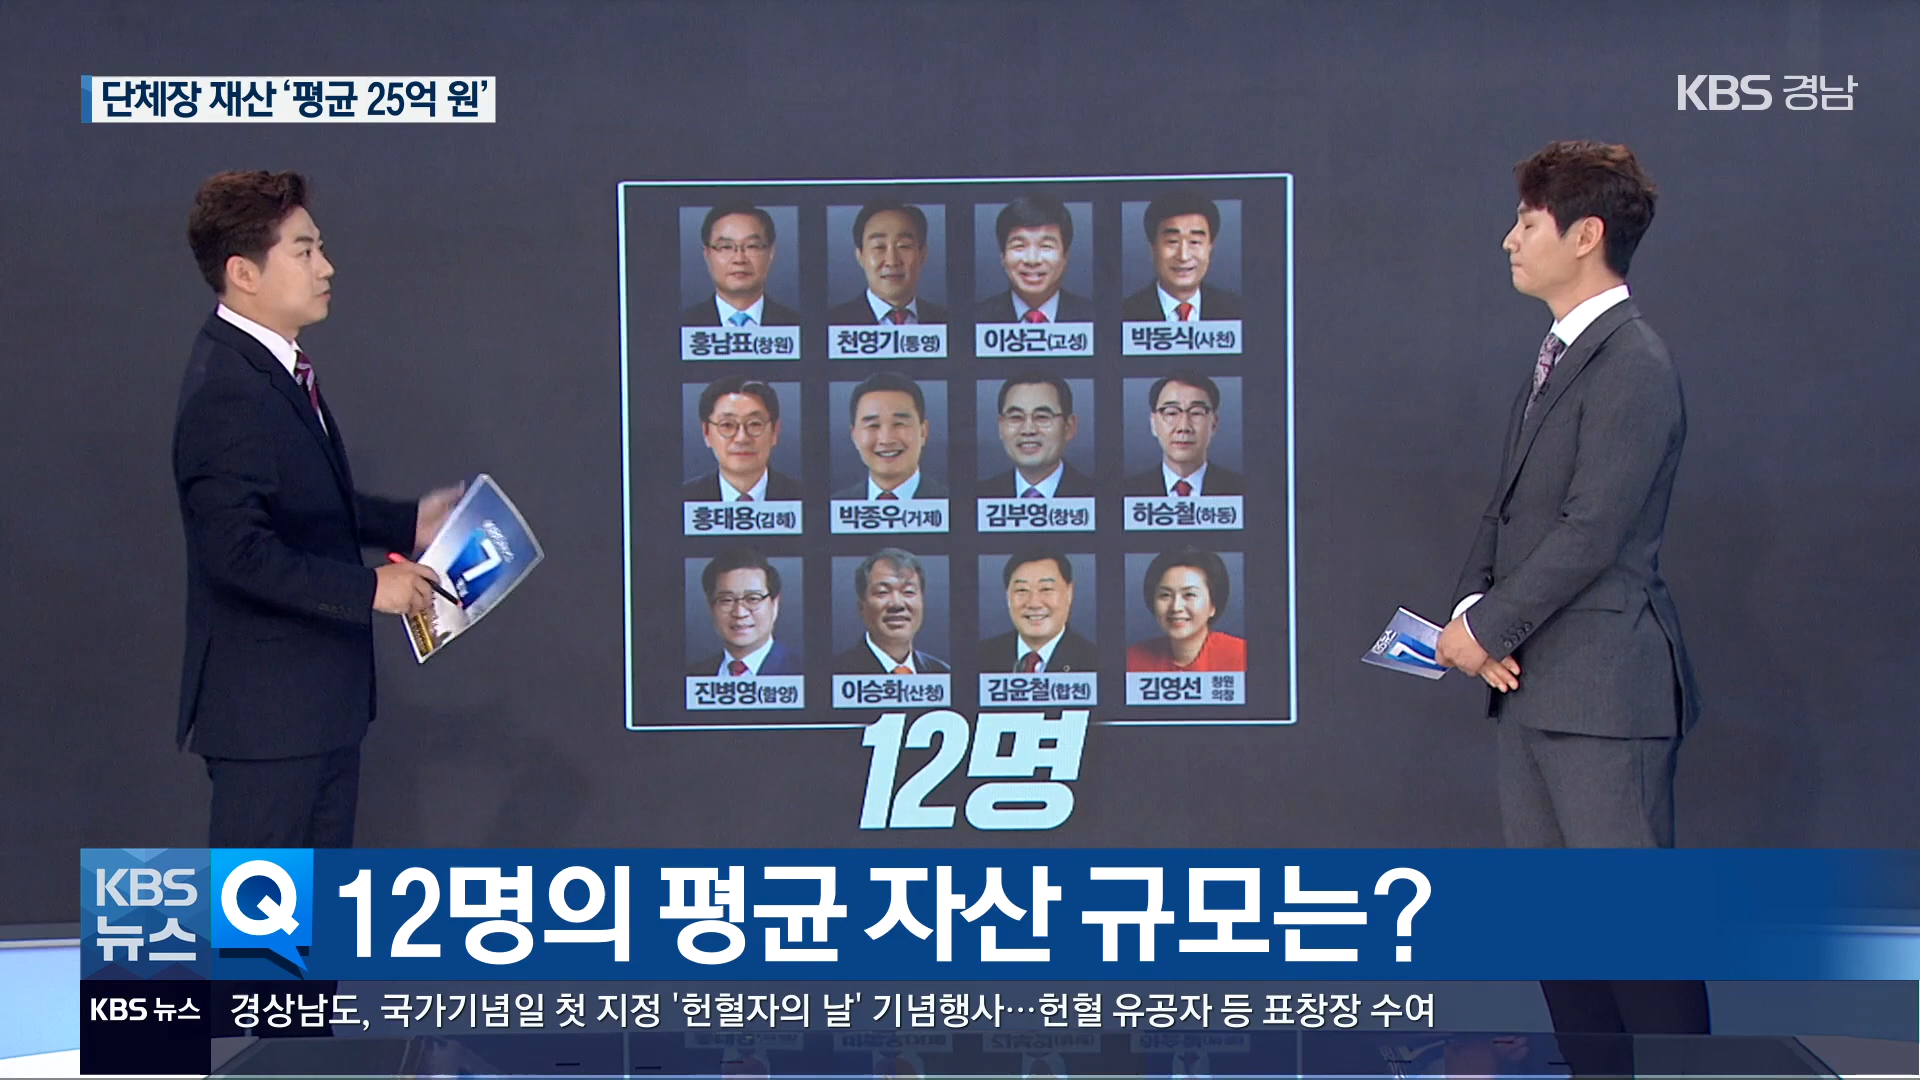 단체장 재산 ‘평균 25억 원’
KBS 경남
홍남표(창원)
천영기(통영)
이상근(고성)
박동식(사천)
홍태용(김해)
박종우(거제)
김부영(창녕)
하승철(하동)
진병영(함양)
이승화(산청)
김윤철(합천)
김영선 창원 의창
12명
KBS 뉴스
Q 12명의 평균 자산 규모는?
KBS 뉴스
경상남도, 국가기념일 첫 지정 '헌혈자의 날' 기념행사…헌혈 유공자 등 표창장 수여